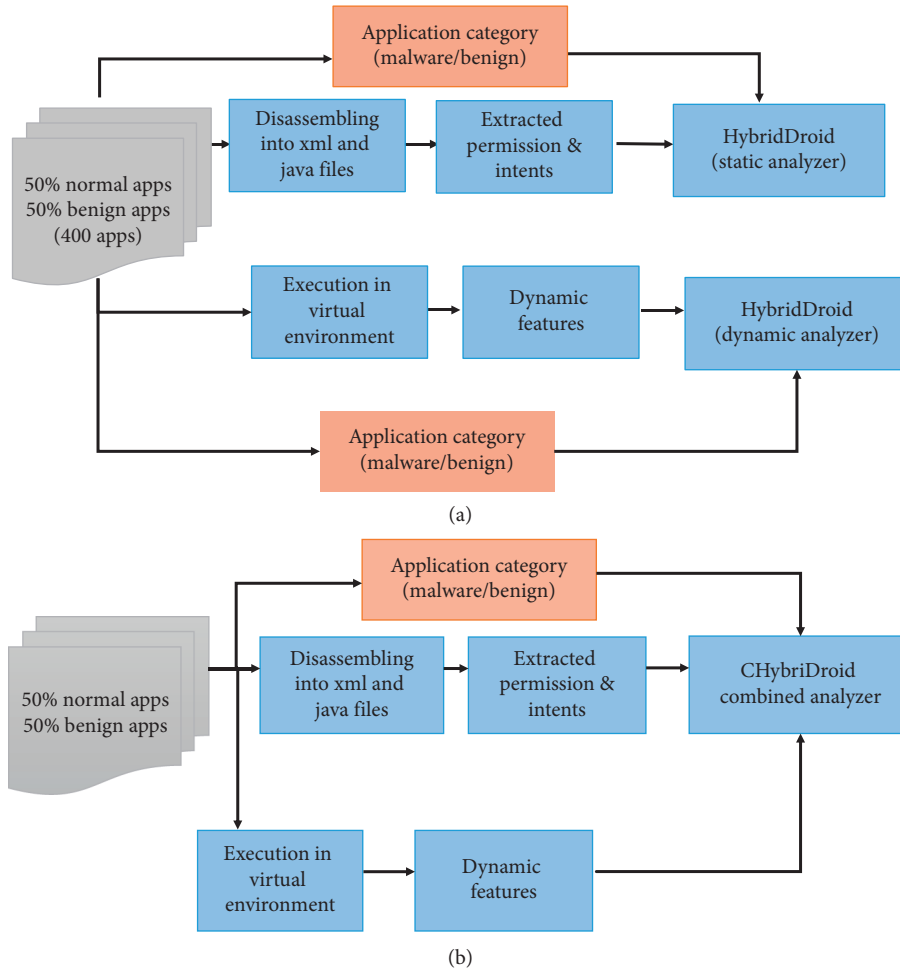 Application category
(malware/benign)
Disassembling
into xml and
java files
Extracted
permission &
intents
HybridDroid
(static analyzer)
50% normal apps
50% benign apps
(400 apps)
Execution in
virtual
environment
Dynamic
features
HybridDroid
(dynamic analyzer)
Application category
(malware/benign)
(a)
Application category
(malware/benign)
50% normal apps
50% benign apps
Disassembling
into xml and
java files
Extracted
permission &
intents
CHybriDroid
combined analyzer
Execution in
virtual
environment
Dynamic
features
(b)